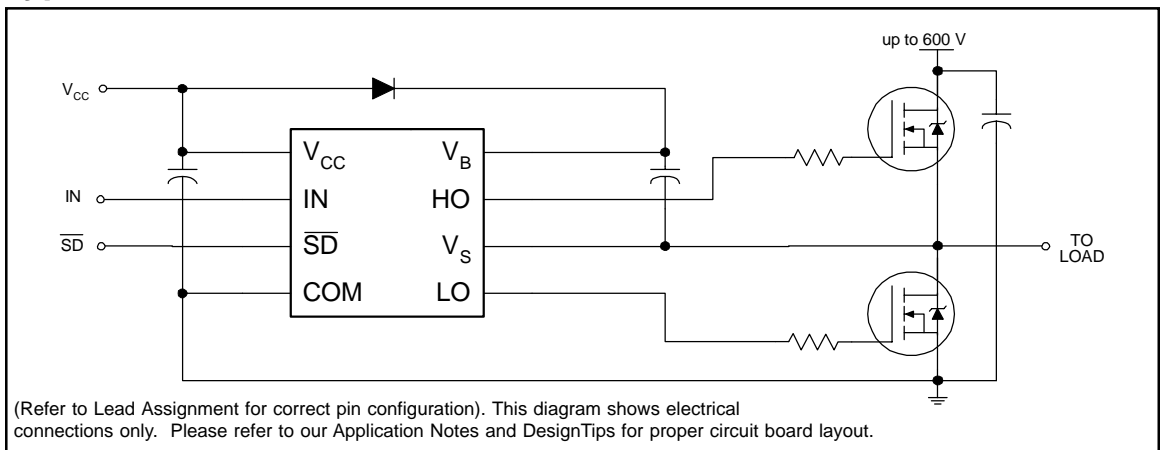 up to 600 V
VCC
VCC
VB
IN
IN
HO
SD
SD
VS
TO
LOAD
COM
LO
(Refer to Lead Assignment for correct pin configuration). This diagram shows electrical
connections only. Please refer to our Application Notes and DesignTips for proper circuit board layout.